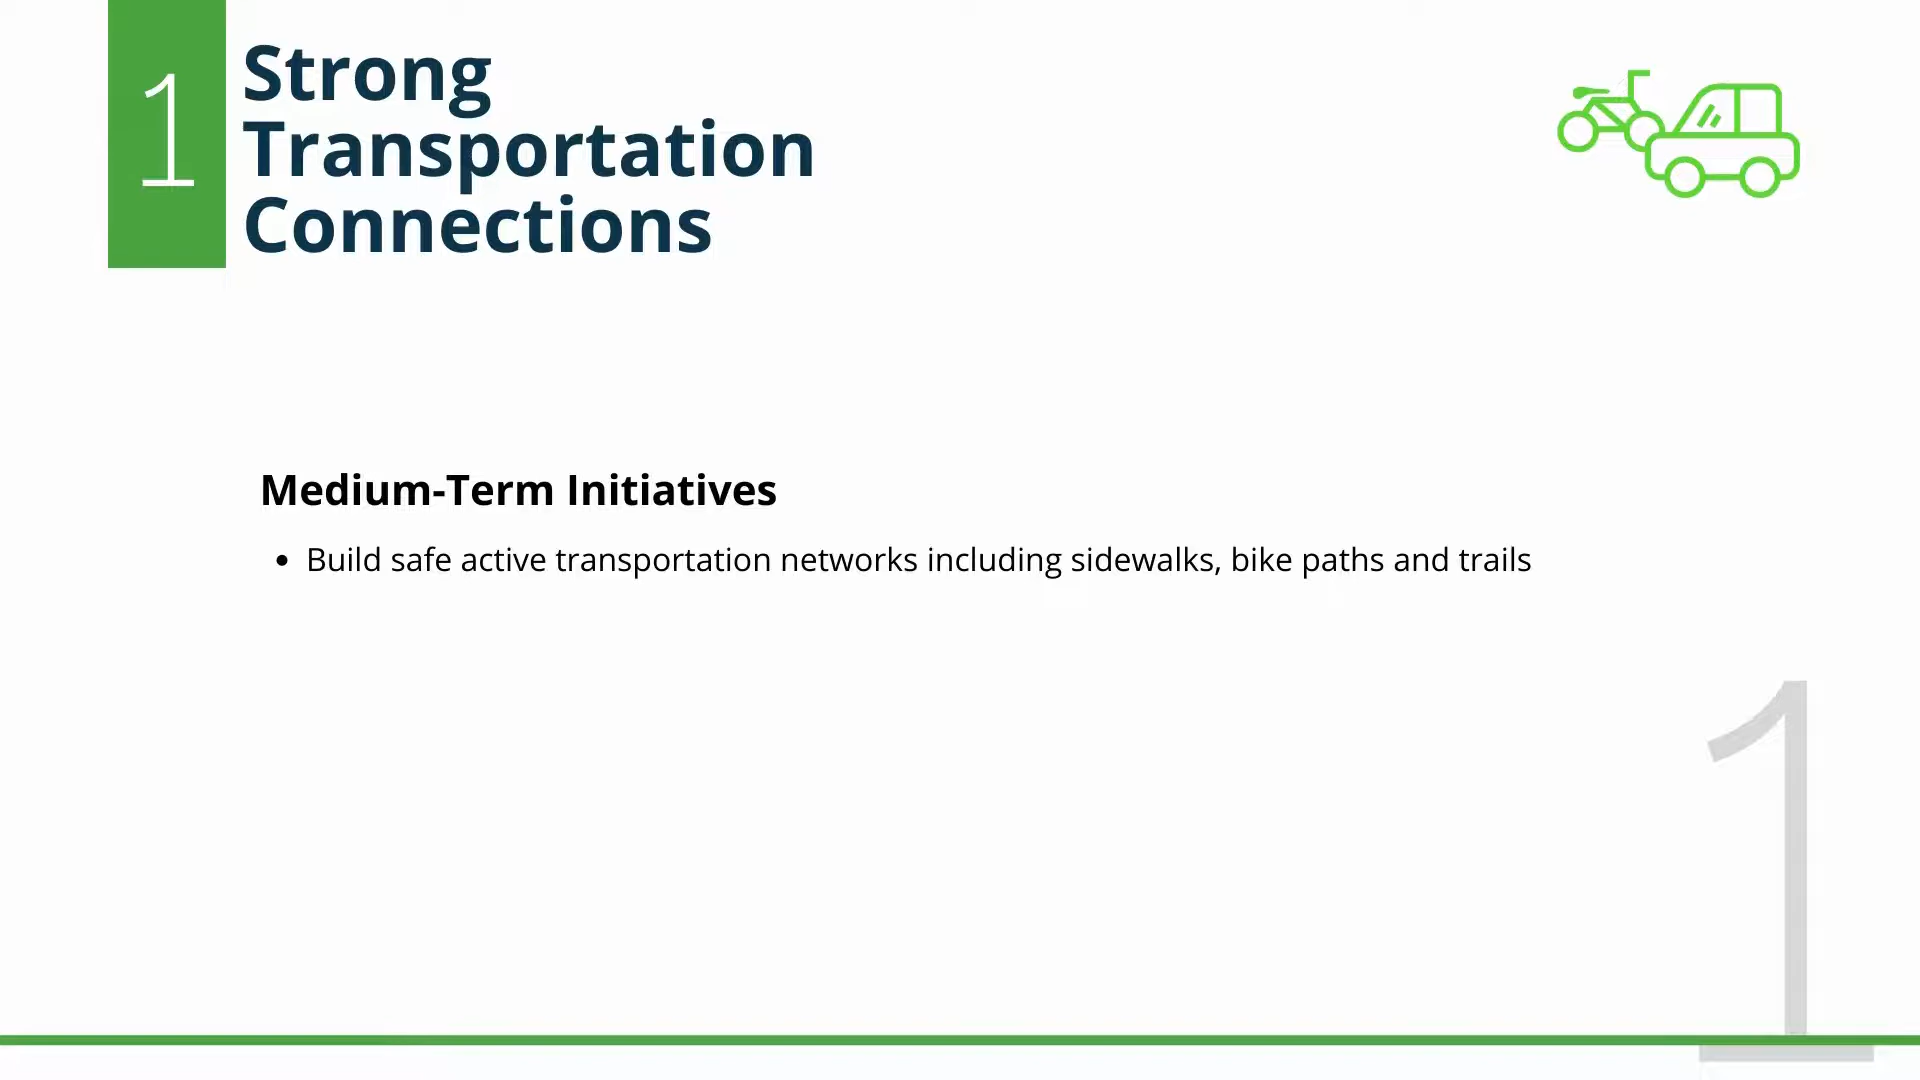 1
Strong
Transportation
Connections
Medium-Term Initiatives
• Build safe active transportation networks including sidewalks, bike paths and trails
1